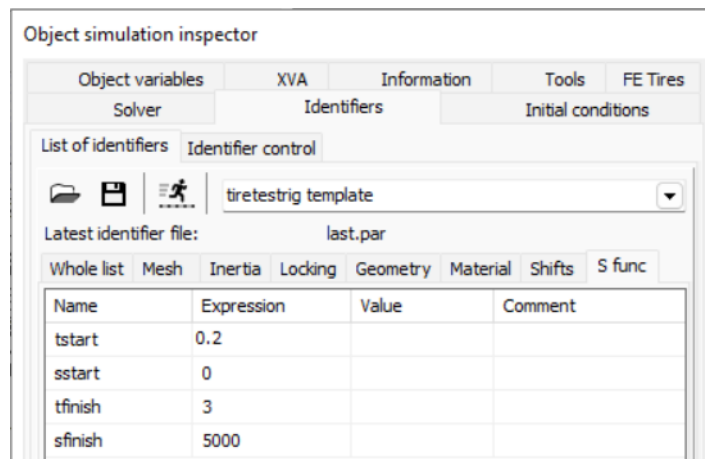 Object simulation inspector
Object variables XVA Information Tools FE Tires
Solver Identifiers Initial conditions
List of identifiers Identifier control
tiretestrig template
Latest identifier file: last.par
Whole list Mesh Inertia Locking Geometry Material Shifts S func
Name Expression Value Comment
tstart 0.2
sstart 0
tfinish 3
sfinish 5000